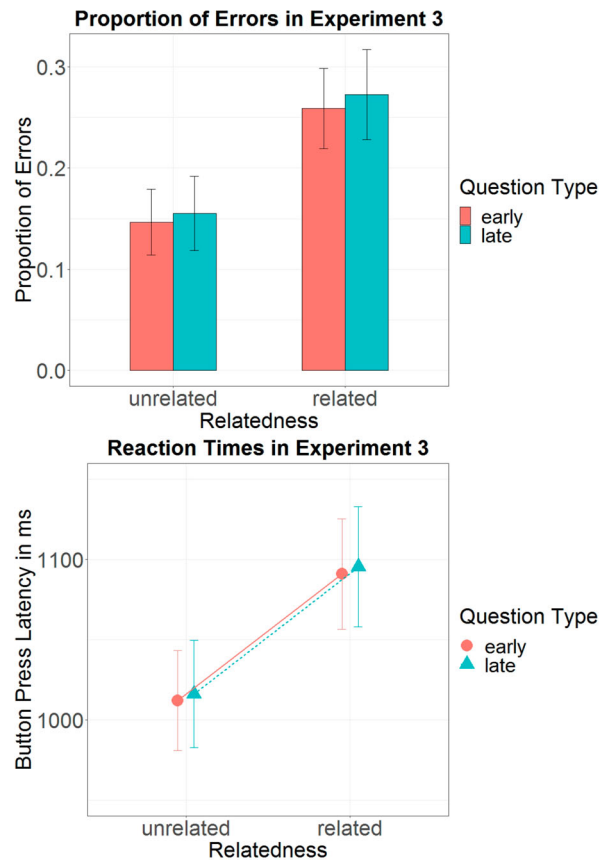 Proportion of Errors in Experiment 3
Proportion of Errors
0.3
0.2
0.1
0.0
unrelated
related
Relatedness
Question Type
early
late
Reaction Times in Experiment 3
Button Press Latency in ms
1100
1000
unrelated
related
Relatedness
Question Type
early
late